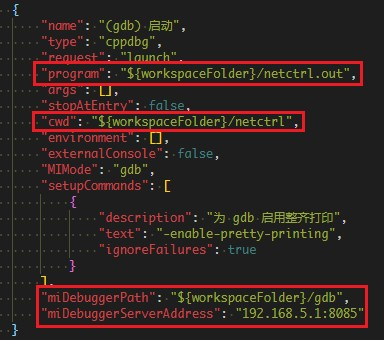 {
"name": "(gdb) 启动",
"type": "cppdbg",
"request": "launch",
"program": "${workspaceFolder}/netctrl.out",
"args": [],
"stopAtEntry": false,
"cwd": "${workspaceFolder}/netctrl",
"environment": [],
"externalConsole": false,
"MIMode": "gdb",
"setupCommands": [
{
"description": "为 gdb 启用整齐打印",
"text": "-enable-pretty-printing",
"ignoreFailures": true
}
],
"miDebuggerPath": "${workspaceFolder}/gdb",
"miDebuggerServerAddress": "192.168.5.1:8085"
}